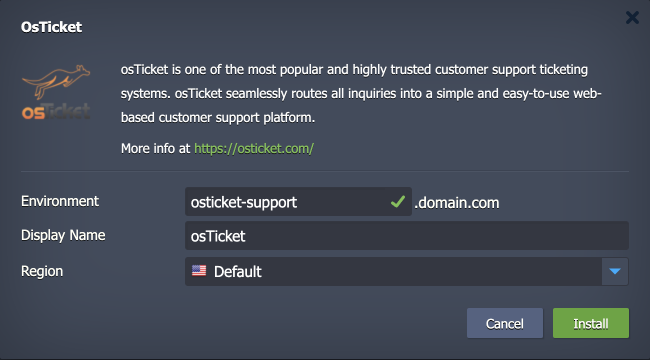 OsTicket
osTicket
osTicket is one of the most popular and highly trusted customer support ticketing
systems. osTicket seamlessly routes all inquiries into a simple and easy-to-use web-
based customer support platform.
More info at https://osticket.com/
Environment osticket-support .domain.com
Display Name osTicket
Region Default
Cancel Install